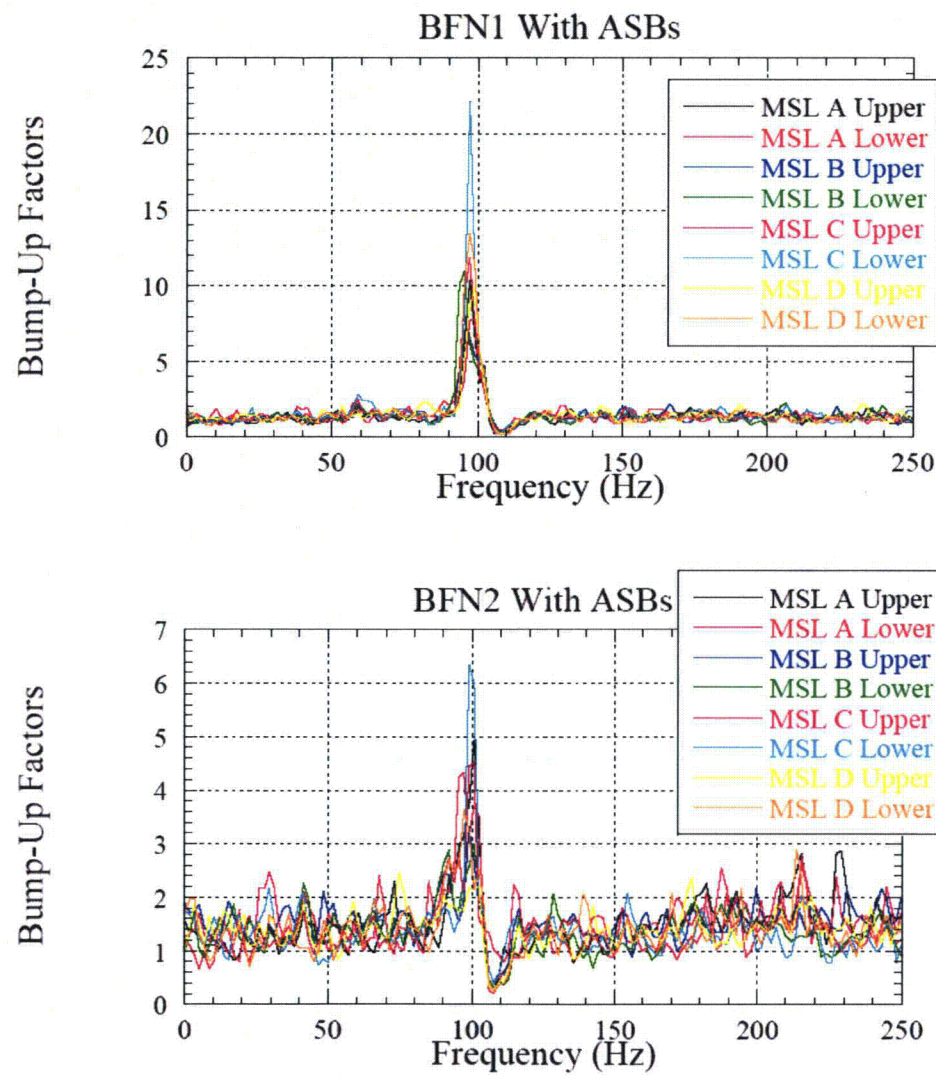 BFN1 With ASBs
Bump-Up Factors
25
20
15
10
5
0
MSL A Upper
MSL A Lower
MSL B Upper
MSL B Lower
MSL C Upper
MSL C Lower
MSL D Upper
MSL D Lower
0 50 100 150 200 250
Frequency (Hz)
BFN2 With ASBs
Bump-Up Factors
7
6
5
4
3
2
1
0
MSL A Upper
MSL A Lower
MSL B Upper
MSL B Lower
MSL C Upper
MSL C Lower
MSL D Upper
MSL D Lower
0 50 100 150 200 250
Frequency (Hz)